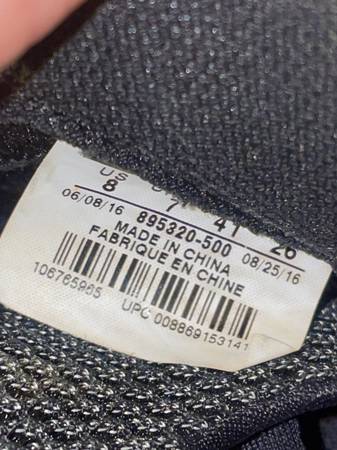 US
8 7 41 26
06/08/16 895320-500 08/25/16
MADE IN CHINA
FABRIQUE EN CHINE
106765965 UPC 00886915314